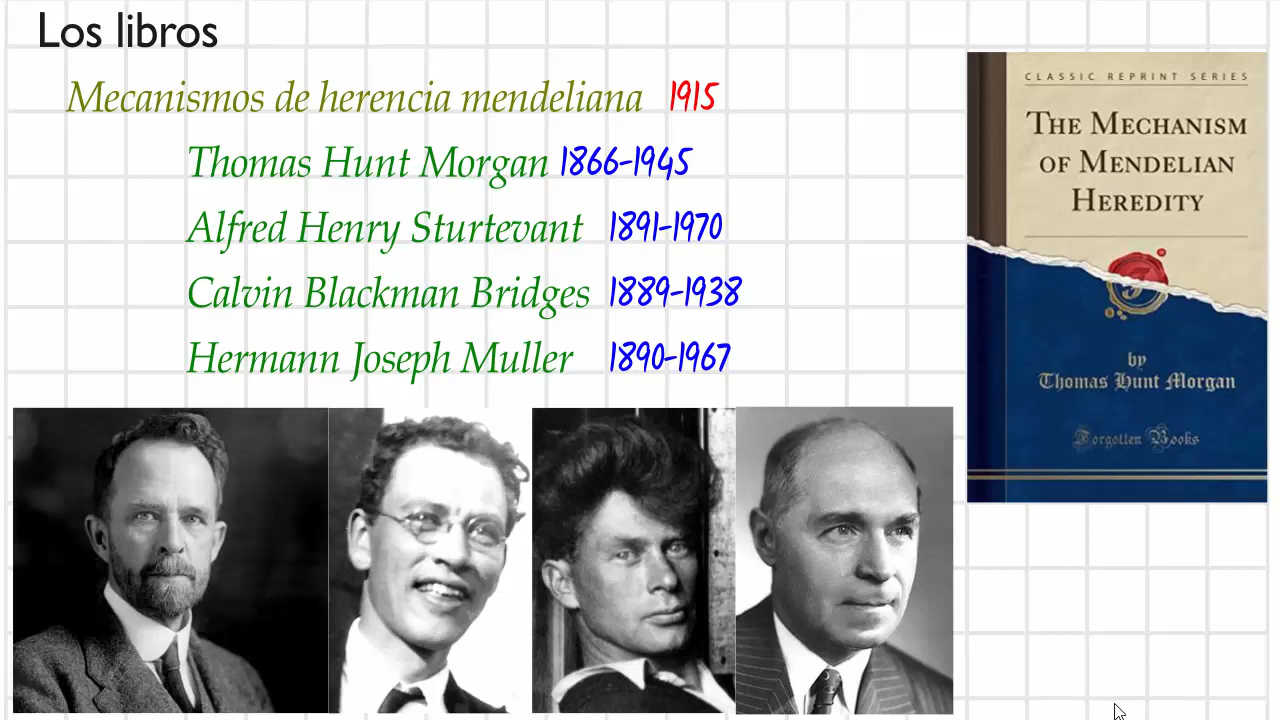 Los libros
Mecanismos de herencia mendeliana 1915
Thomas Hunt Morgan 1866-1945
Alfred Henry Sturtevant 1891-1970
Calvin Blackman Bridges 1889-1938
Hermann Joseph Muller 1890-1967
CLASSIC REPRINT SERIES
THE MECHANISM
OF MENDELIAN
HEREDITY
by
Thomas Hunt Morgan
Forgotten Books